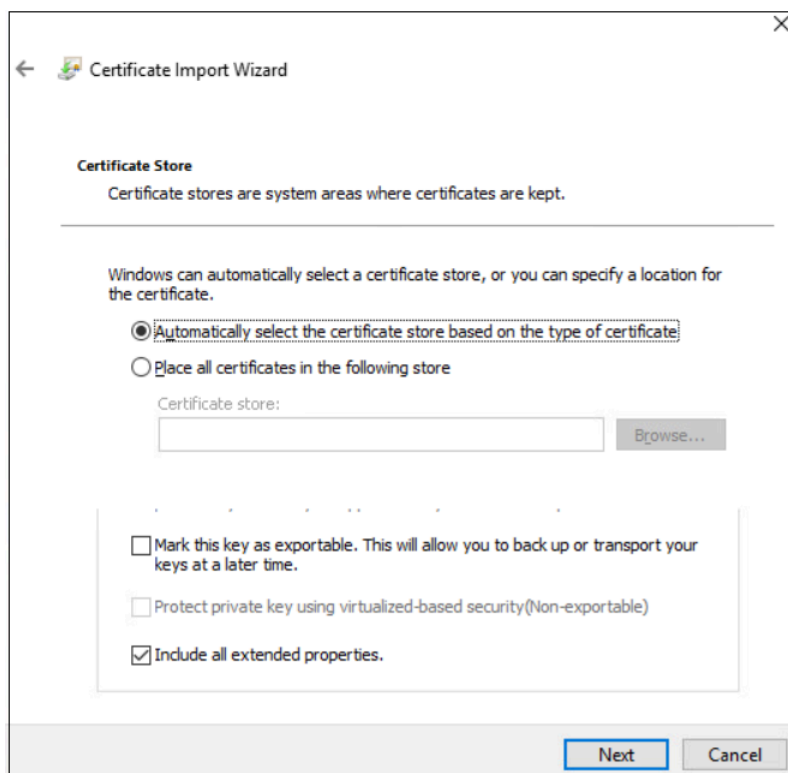 Certificate Import Wizard
Certificate Store
Certificate stores are system areas where certificates are kept.
Windows can automatically select a certificate store, or you can specify a location for
the certificate.
Automatically select the certificate store based on the type of certificate
Place all certificates in the following store
Certificate store:
Browse...
Mark this key as exportable. This will allow you to back up or transport your
keys at a later time.
Protect private key using virtualized-based security(Non-exportable)
Include all extended properties.
Next
Cancel